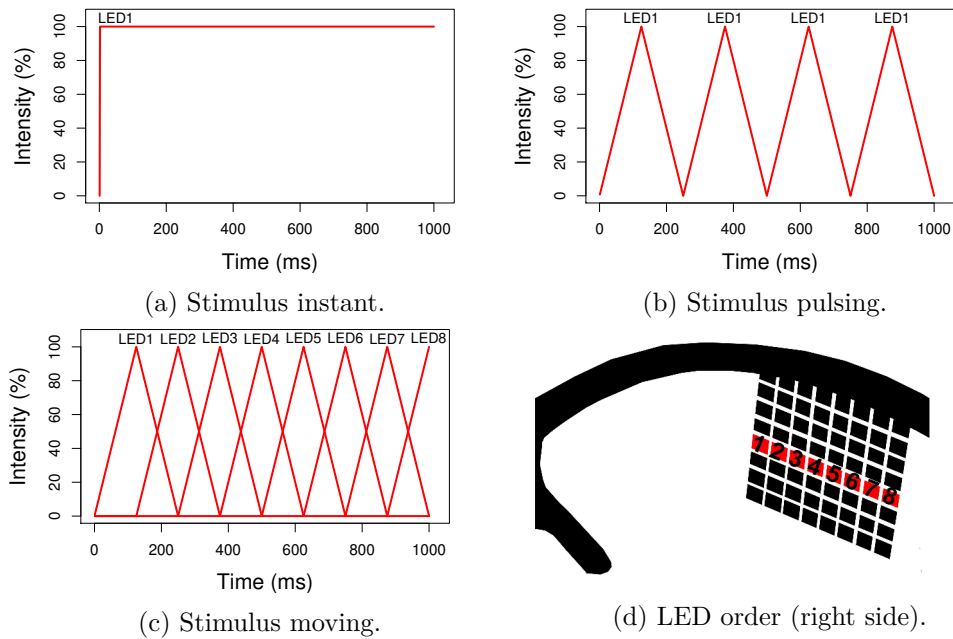 LED1
Intensity (%)
0 20 40 60 80 100
0 200 400 600 800 1000
Time (ms)
(a) Stimulus instant.
LED1 LED1 LED1 LED1
Intensity (%)
0 20 40 60 80 100
0 200 400 600 800 1000
Time (ms)
(b) Stimulus pulsing.
LED1 LED2 LED3 LED4 LED5 LED6 LED7 LED8
Intensity (%)
0 20 40 60 80 100
0 200 400 600 800 1000
Time (ms)
(c) Stimulus moving.
1 2 3 4 5 6 7 8
(d) LED order (right side).